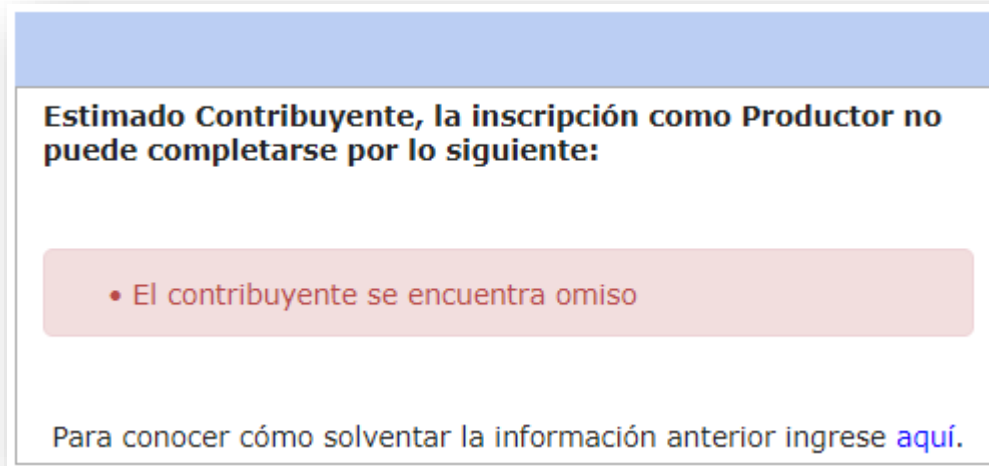 Estimado Contribuyente, la inscripción como Productor no
puede completarse por lo siguiente:
• El contribuyente se encuentra omiso
Para conocer cómo solventar la información anterior ingrese aquí.